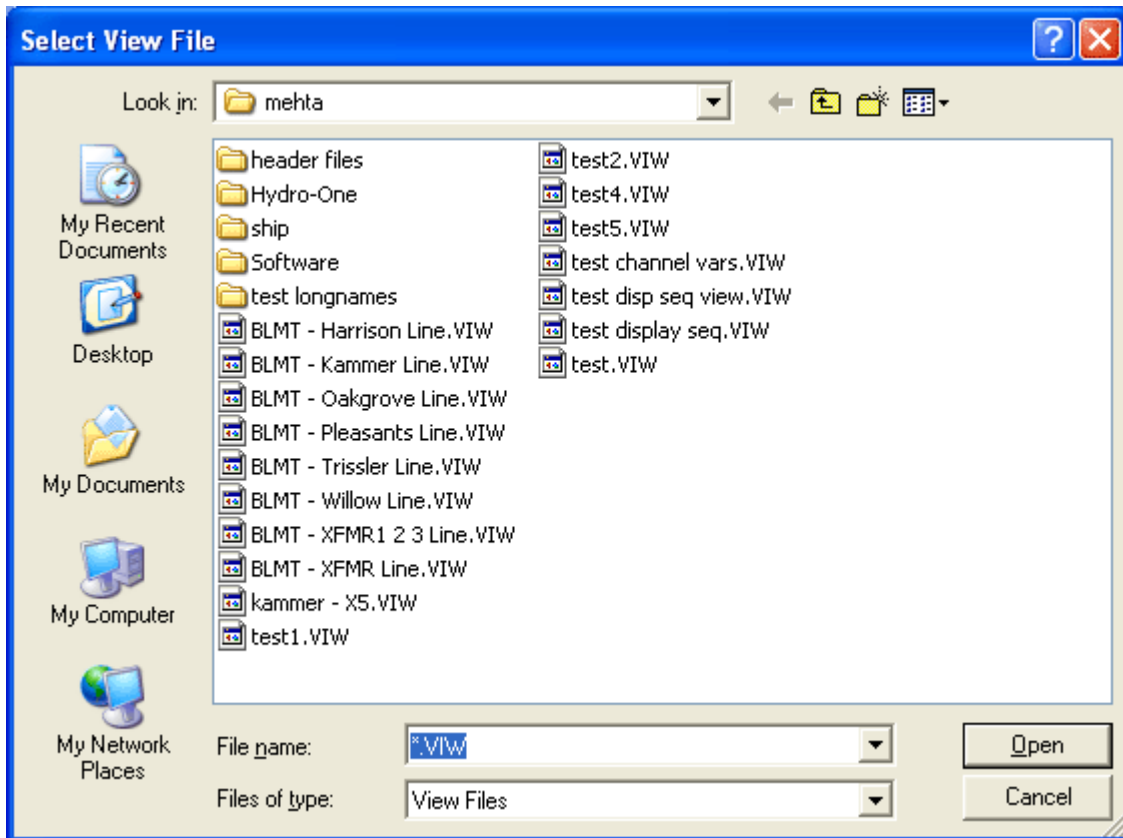 Select View File
Look in: mehta
My Recent
Documents
Desktop
My Documents
My Computer
My Network
Places
header files
Hydro-One
ship
Software
test longnames
BLMT - Harrison Line.VIW
BLMT - Kammer Line.VIW
BLMT - Oakgrove Line.VIW
BLMT - Pleasants Line.VIW
BLMT - Trissler Line.VIW
BLMT - Willow Line.VIW
BLMT - XFMR1 2 3 Line.VIW
BLMT - XFMR Line.VIW
kammer - X5.VIW
test1.VIW
test2.VIW
test4.VIW
test5.VIW
test channel vars.VIW
test disp seq view.VIW
test display seq.VIW
test.VIW
File name: *.VIW
Open
Files of type: View Files
Cancel